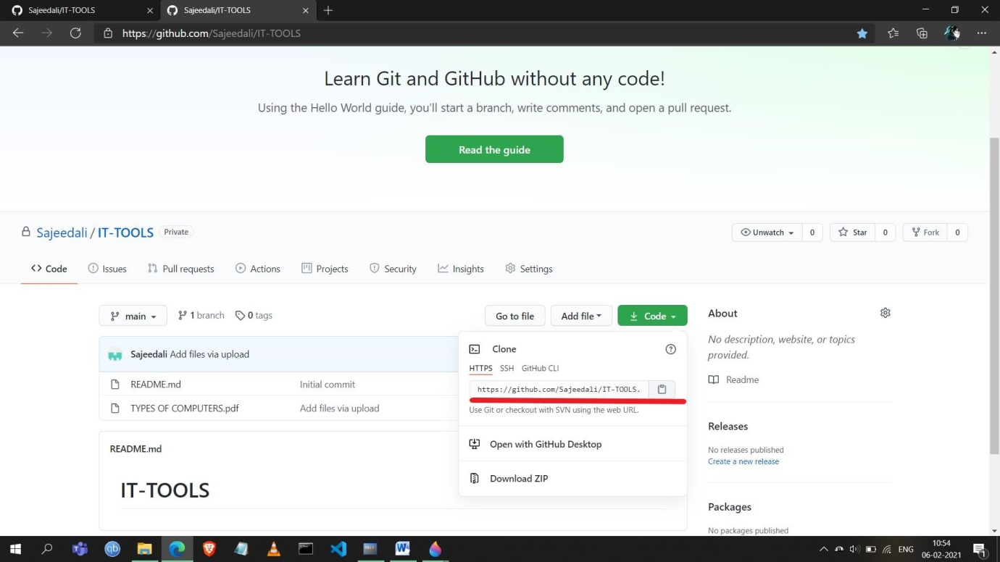 Sajeedali/IT-TOOLS
Sajeedali/IT-TOOLS
https://github.com/Sajeedali/IT-TOOLS
Learn Git and GitHub without any code!
Using the Hello World guide, you’ll start a branch, write comments, and open a pull request.
Read the guide
Sajeedali / IT-TOOLS Private
Unwatch 0 Star 0 Fork 0
Code Issues Pull requests Actions Projects Security Insights Settings
main 1 branch 0 tags Go to file Add file Code
Sajeedali Add files via upload
README.md Initial commit
TYPES OF COMPUTERS.pdf Add files via upload
README.md
IT-TOOLS
Clone
HTTPS SSH GitHub CLI
https://github.com/Sajeedali/IT-TOOLS.
Use Git or checkout with SVN using the web URL.
Open with GitHub Desktop
Download ZIP
About
No description, website, or topics
provided.
Readme
Releases
No releases published
Create a new release
Packages
No packages published
qb
ENG
10:54
06-02-2021
1